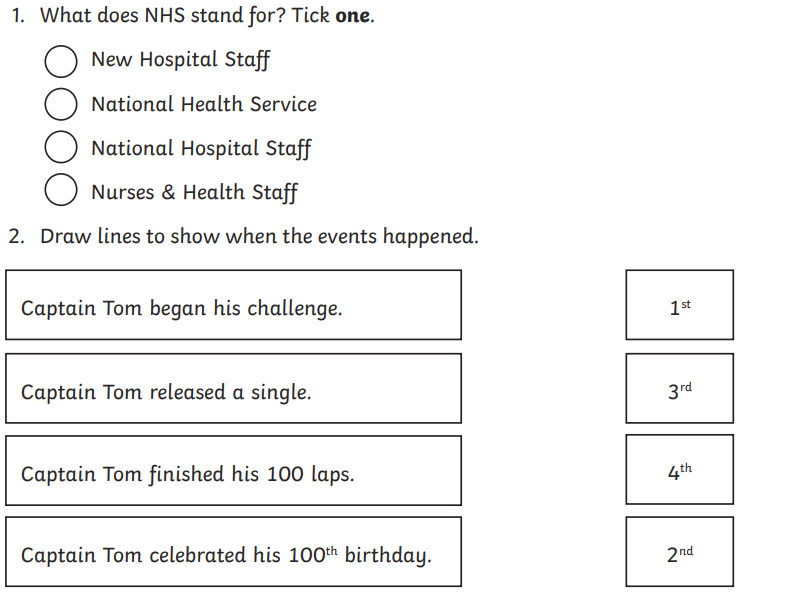 1. What does NHS stand for? Tick one.
New Hospital Staff
National Health Service
National Hospital Staff
Nurses & Health Staff
2. Draw lines to show when the events happened.
Captain Tom began his challenge. 1st
Captain Tom released a single. 3rd
Captain Tom finished his 100 laps. 4th
Captain Tom celebrated his 100th birthday. 2nd